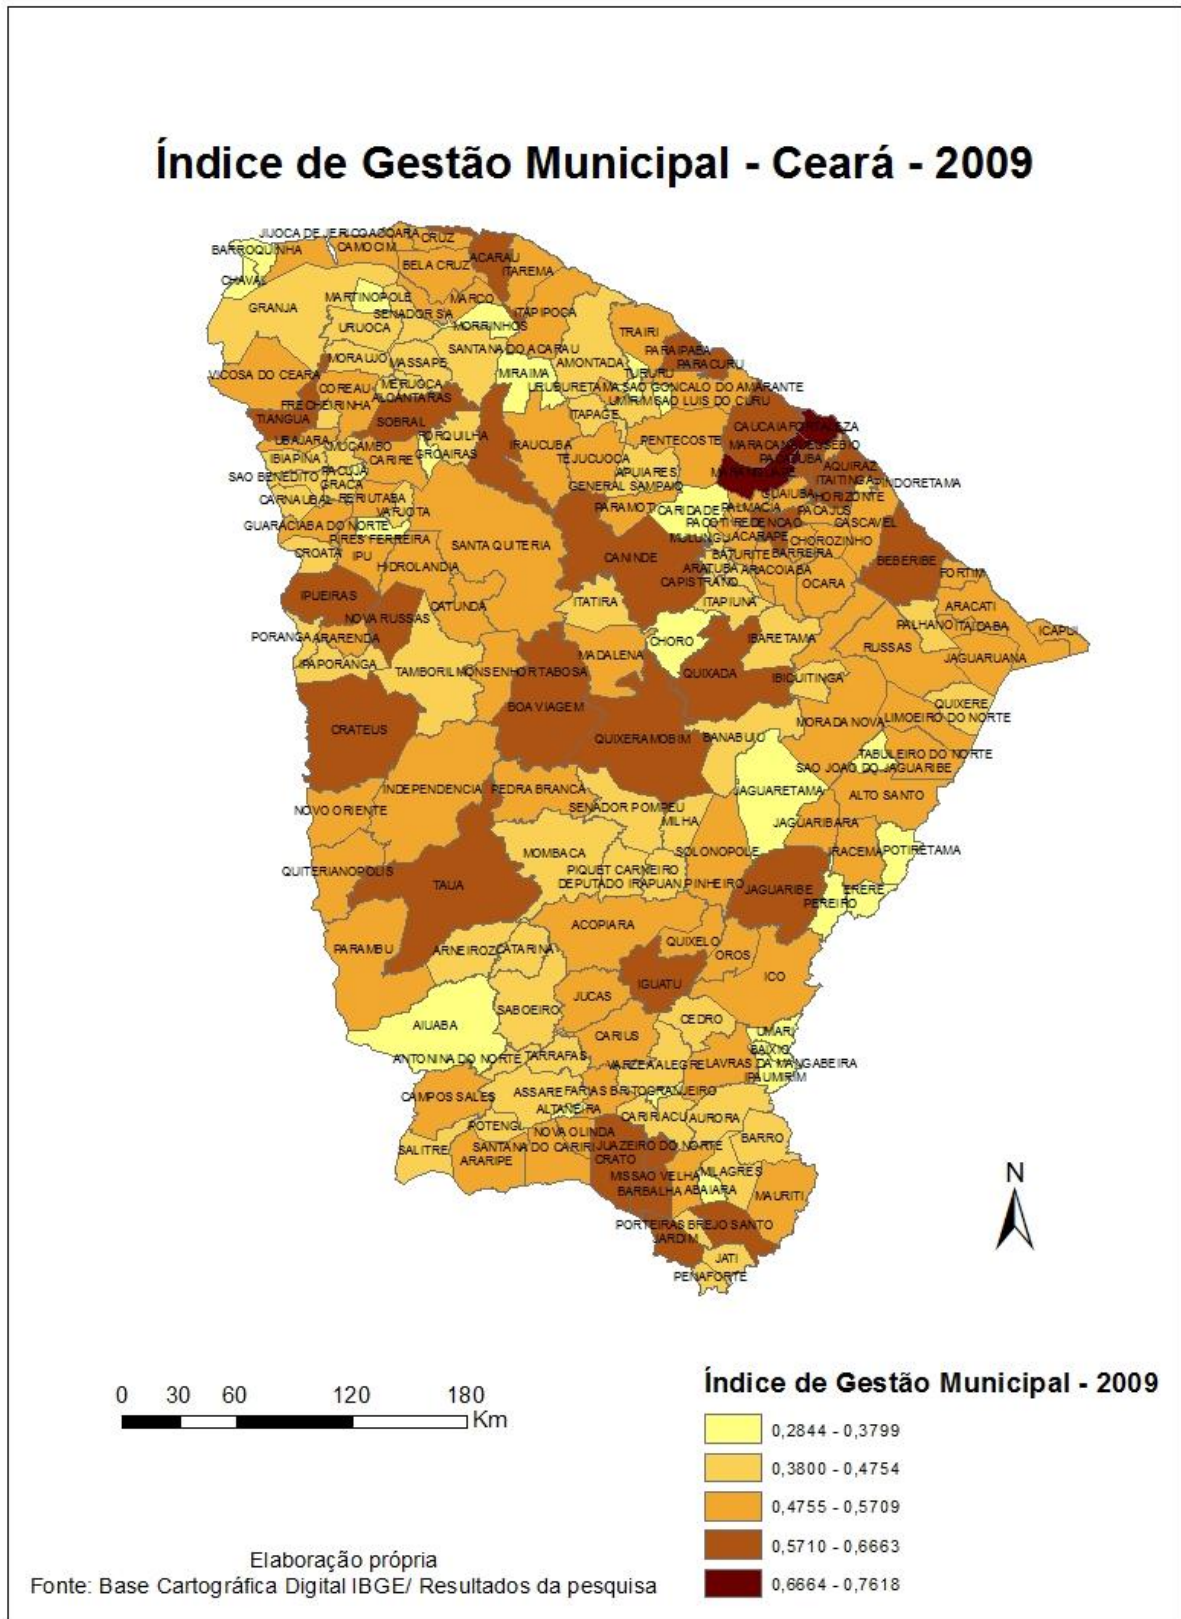 Índice de Gestão Municipal - Ceará - 2009
JIJOCA DE JERICOACOARA
CRUZ
BARROQUINHA
CAMOCIM
ACARAU
CHAVAL
BELA CRUZ
ITAREMA
MARTINOPOLE
MARCO
GRANJA
SENADOR SA
ITAPIPOCA
URUOCA
MORRINHOS
TRAIRI
SANTANA DO ACARAU
PARAIPABA
MORAUJO
MASSAPE
AMONTADA
PARACURU
VICOSA DO CEARA
MIRAIMA
TURURU
COREAU
MERUOCA
URUBURETAMA
SAO GONCALO DO AMARANTE
ALCANTARAS
UMIRIM
SAO LUIS DO CURU
FRECHEIRINHA
TIANGUA
SOBRAL
ITAPAGE
CAUCAIA
FORTALEZA
UBAJARA
MUCAMBO
FORQUILHA
IRAUCUBA
PENTECOSTE
MARACANAU
EUSEBIO
IBIAPINA
CARIRE
GROAIRAS
TEJUCUOCA
PACATUBA
PACUJA
APUIARES
MARANGUAPE
AQUIRAZ
SAO BENEDITO
GRACA
GENERAL SAMPAIO
ITAITINGA
PINDORETAMA
CARNAUBAL
RERIUTABA
GUAIUBA
HORIZONTE
VARJOTA
PARAMOTI
CARIDADE
PALMACIA
PACAJUS
GUARACIABA DO NORTE
PACOTI
REDENCAO
CASCAVEL
PIRES FERREIRA
MULUNGU
ACARAPE
CHOROZINHO
CROATA
IPU
SANTA QUITERIA
CANINDE
BATURITE
BARREIRA
BEBERIBE
HIDROLANDIA
ARATUBA
ARACOIABA
FORTIM
CAPISTRANO
OCARA
IPUEIRAS
CATUNDA
ITATIRA
ITAPIUNA
ARACATI
NOVA RUSSAS
PALHANO
ITAICABA
ICAPUI
PORANGA
ARARENDA
CHORO
IBARETAMA
RUSSAS
MADALENA
JAGUARUANA
IPAPORANGA
TAMBORIL
MONSENHOR TABOSA
QUIXADA
IBICUITINGA
QUIXERE
BOA VIAGEM
CRATEUS
QUIXERAMOBIM
BANABUIU
MORADA NOVA
LIMOEIRO DO NORTE
TABULEIRO DO NORTE
SAO JOAO DO JAGUARIBE
INDEPENDENCIA
PEDRA BRANCA
JAGUARETAMA
ALTO SANTO
NOVO ORIENTE
SENADOR POMPEU
MILHA
JAGUARIBARA
MOMBACA
SOLONOPOLE
IRACEMA
POTIRETAMA
QUITERIANOPOLIS
PIQUET CARNEIRO
TAUA
DEPUTADO IRAPUAN PINHEIRO
JAGUARIBE
ERERE
PEREIRO
ACOPIARA
PARAMBU
ARNEIROZ
CATARINA
QUIXELO
OROS
ICO
IGUATU
JUCAS
SABOEIRO
AIUABA
CEDRO
UMARI
CARIUS
BAIXIO
ANTONINA DO NORTE
TARRAFAS
VARZEA ALEGRE
LAVRAS DA MANGABEIRA
IPAUMIRIM
CAMPOS SALES
ASSARE
FARIAS BRITO
GRANJEIRO
ALTANEIRA
CARIRIACU
AURORA
POTENGI
NOVA OLINDA
BARRO
SALITRE
SANTANA DO CARIRI
JUAZEIRO DO NORTE
ARARIPE
CRATO
MISSAO VELHA
MILAGRES
BARBALHA
ABAIARA
MAURITI
PORTEIRAS
BREJO SANTO
JARDIM
JATI
PENAFORTE
N
0 30 60 120 180
Km
Índice de Gestão Municipal - 2009
0,2844 - 0,3799
0,3800 - 0,4754
0,4755 - 0,5709
0,5710 - 0,6663
0,6664 - 0,7618
Elaboração própria
Fonte: Base Cartográfica Digital IBGE/ Resultados da pesquisa